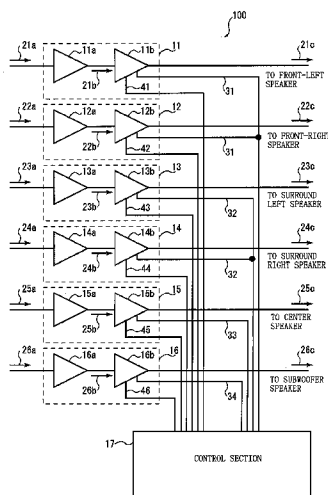 100
21a 11a 11b 11 21c
21b 41 31 TO FRONT-LEFT
SPEAKER
22a 12a 12b 12 22c
22b 42 31 TO FRONT-RIGHT
SPEAKER
23a 13a 13b 13 23c
23b 43 32 TO SURROUND
LEFT SPEAKER
24a 14a 14b 14 24c
24b 44 32 TO SURROUND
RIGHT SPEAKER
25a 15a 15b 15 25c
25b 45 33 TO CENTER
SPEAKER
26a 16a 16b 16 26c
26b 46 34 TO SUBWOOFER
SPEAKER
17
CONTROL SECTION